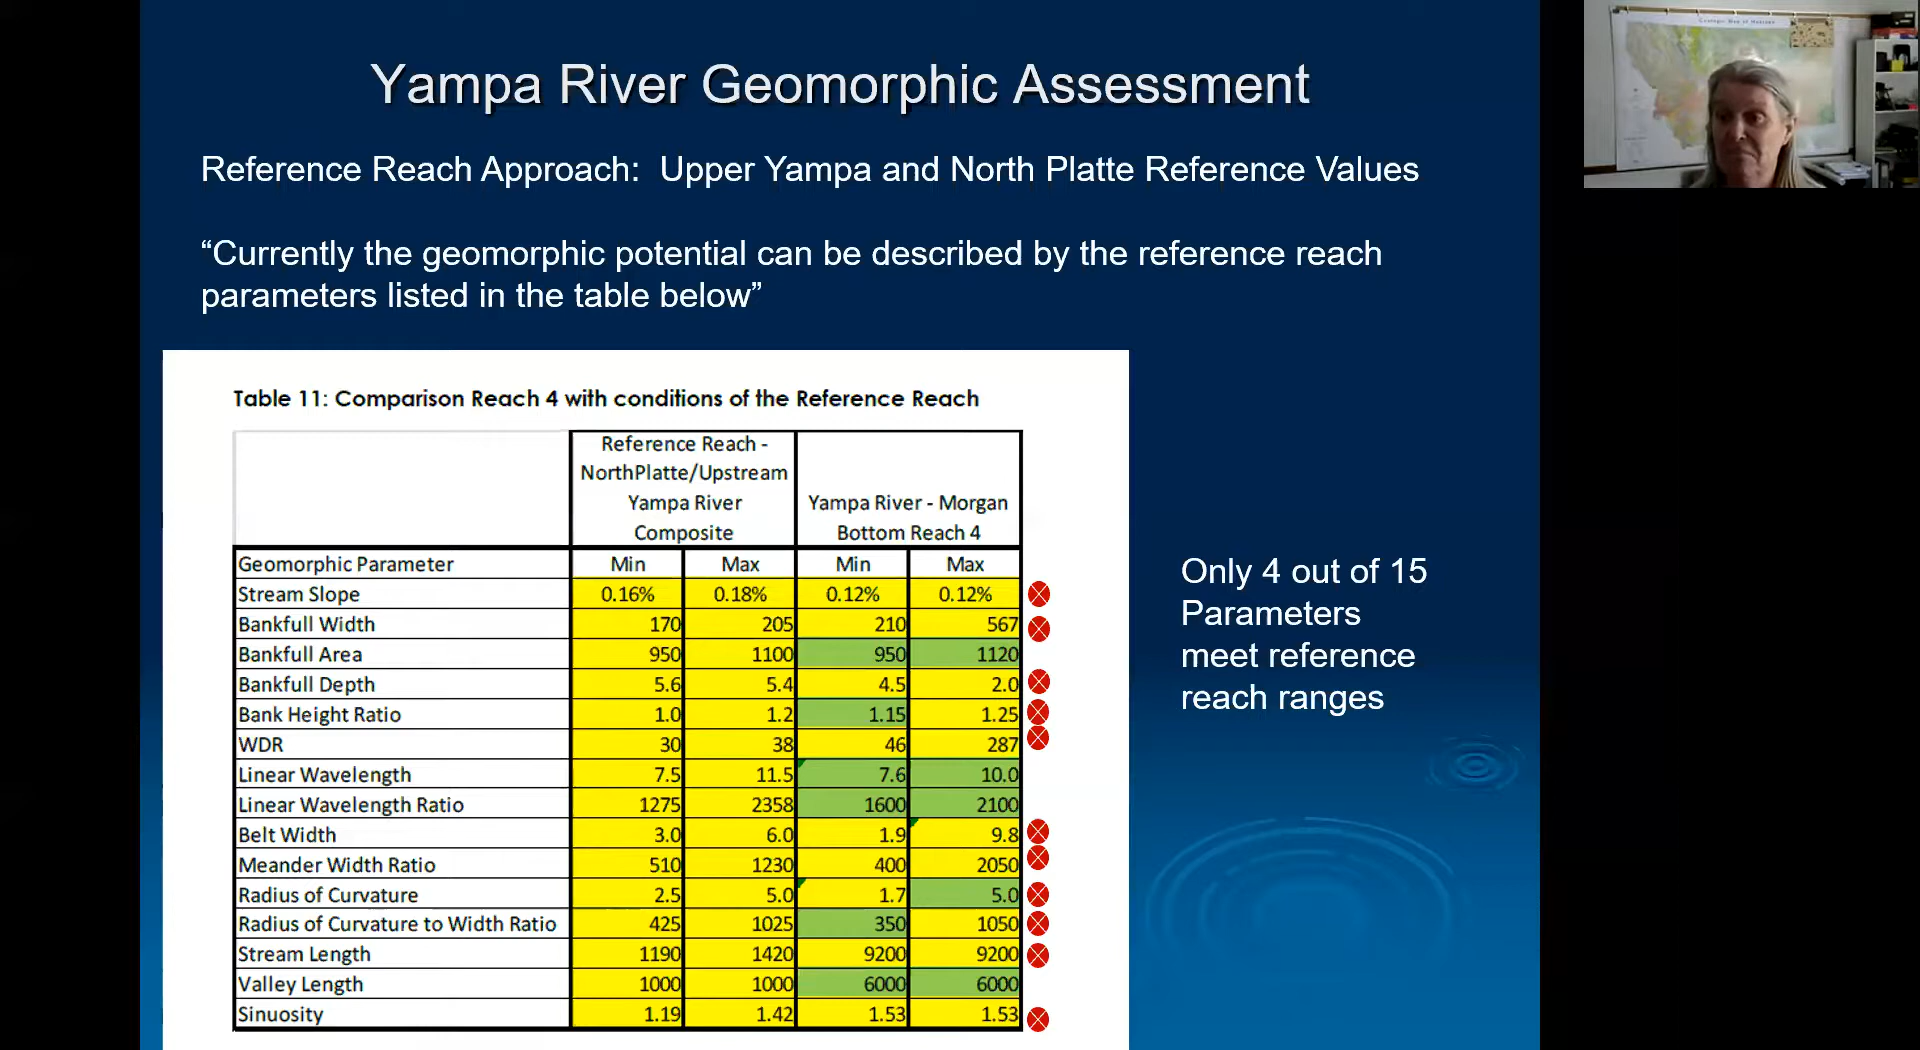 Yampa River Geomorphic Assessment
Reference Reach Approach:  Upper Yampa and North Platte Reference Values
“Currently the geomorphic potential can be described by the reference reach
parameters listed in the table below”
Table 11: Comparison Reach 4 with conditions of the Reference Reach
Reference Reach -
NorthPlatte/Upstream
Yampa River
Composite
Yampa River - Morgan
Bottom Reach 4
Geomorphic Parameter Min Max Min Max
Stream Slope 0.16% 0.18% 0.12% 0.12%
Bankfull Width 170 205 210 567
Bankfull Area 950 1100 950 1120
Bankfull Depth 5.6 5.4 4.5 2.0
Bank Height Ratio 1.0 1.2 1.15 1.25
WDR 30 38 46 287
Linear Wavelength 7.5 11.5 7.6 10.0
Linear Wavelength Ratio 1275 2358 1600 2100
Belt Width 3.0 6.0 1.9 9.8
Meander Width Ratio 510 1230 400 2050
Radius of Curvature 2.5 5.0 1.7 5.0
Radius of Curvature to Width Ratio 425 1025 350 1050
Stream Length 1190 1420 9200 9200
Valley Length 1000 1000 6000 6000
Sinuosity 1.19 1.42 1.53 1.53
Only 4 out of 15
Parameters
meet reference
reach ranges
Geologic Map of Montana